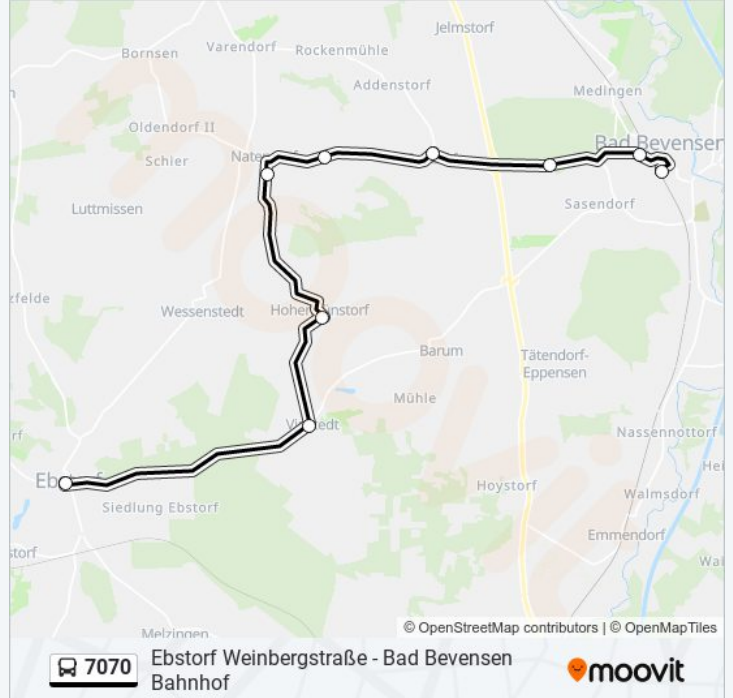 Jelmstorf
Varendorf
Rockenmühle
Bornsen
Addenstorf
Medingen
Oldendorf II
Bad Bevensen
Schier
Luttmissen
Sasendorf
Wessenstedt
Barum
Tätendorf-
Eppensen
Mühle
Nassennottorf
Hoystorf
Walmsdorf
Siedlung Ebstorf
Emmendorf
Melzingen
© OpenStreetMap contributors | © OpenMapTiles
7070
Ebstorf Weinbergstraße - Bad Bevensen
Bahnhof
moovit